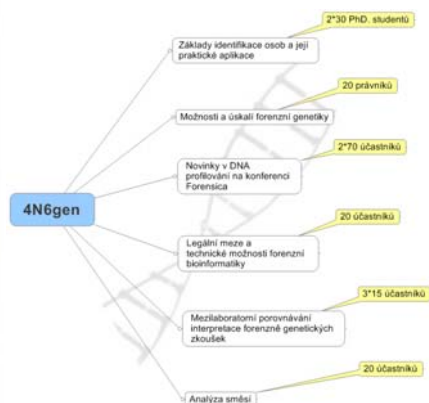 2*30 PhD. studentů
Základy identifikace osob a její
praktické aplikace
20 právníků
Možnosti a úskalí forenzní genetiky
2*70 účastníků
Novinky v DNA
profilování na konferenci
Forensica
4N6gen
20 účastníků
Legální meze a
technické možnosti forenzní
bioinformatiky
3*15 účastníků
Mezilaboratorní porovnávání
interpretace forenzně genetických
zkoušek
20 účastníků
Analýza směsí